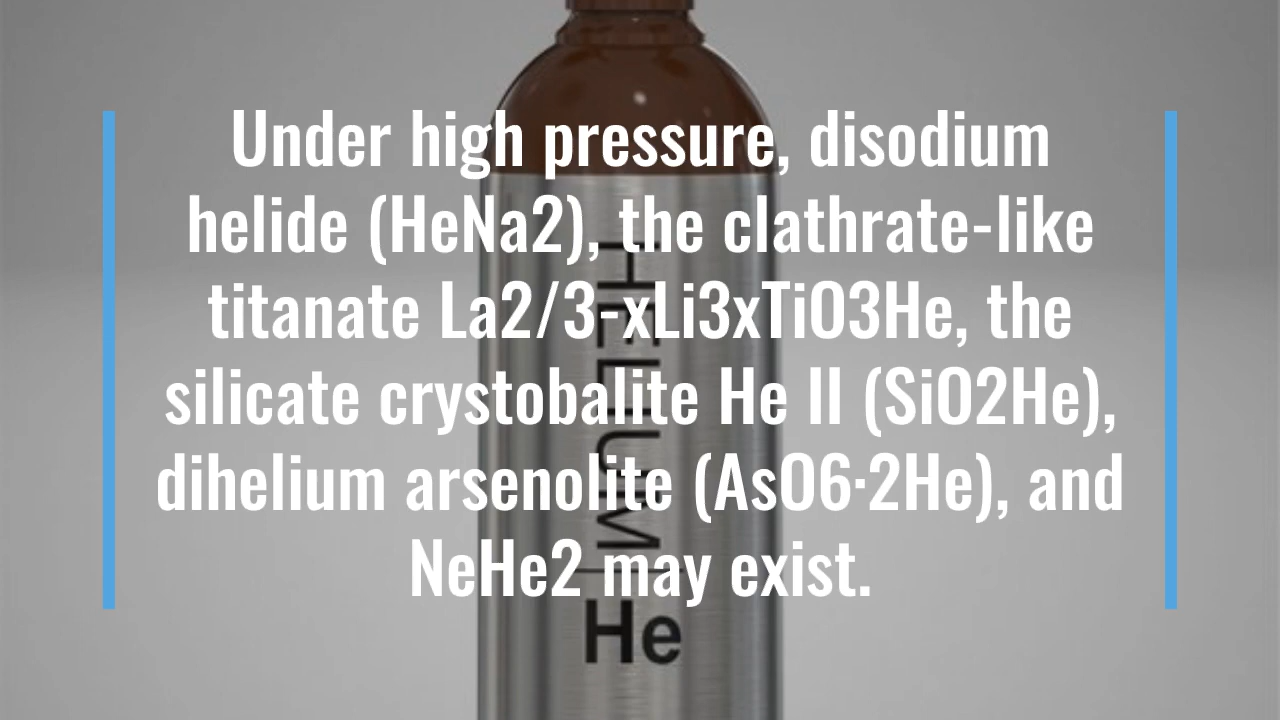 Under high pressure, disodium
helide (HeNa2), the clathrate-like
titanate La2/3-xLi3xTiO3He, the
silicate crystobalite He II (SiO2He),
dihelium arsenolite (AsO6·2He), and
NeHe2 may exist.
HELIUM
He